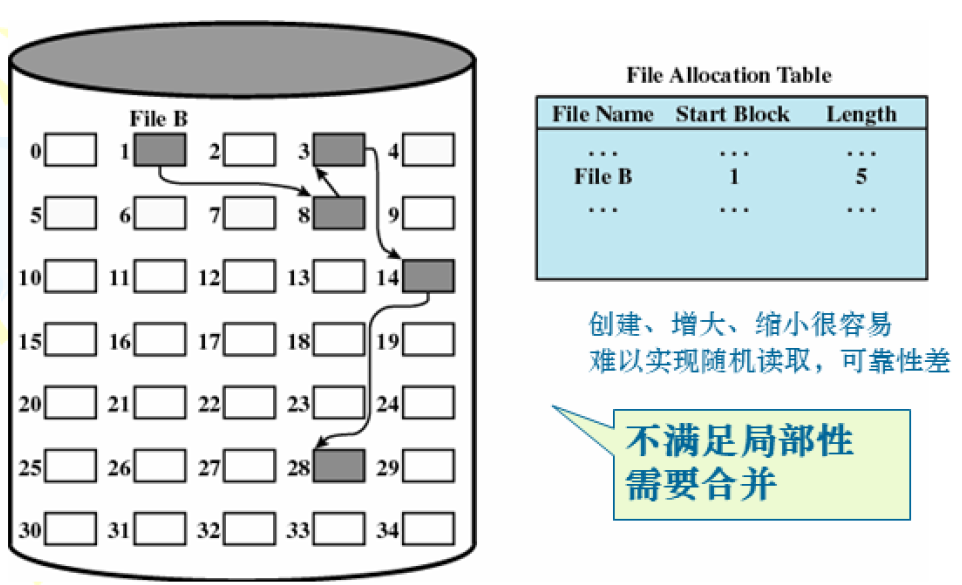 File B
0 1 2 3 4
5 6 7 8 9
10 11 12 13 14
15 16 17 18 19
20 21 22 23 24
25 26 27 28 29
30 31 32 33 34
File Allocation Table
File Name Start Block Length
... ... ...
File B 1 5
... ... ...
创建、增大、缩小很容易
难以实现随机读取，可靠性差
不满足局部性
需要合并